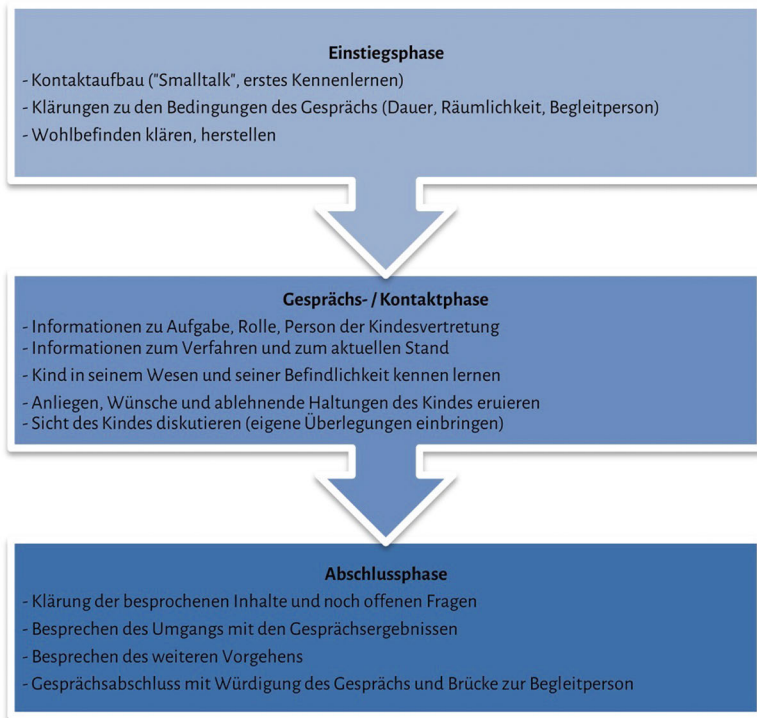 Einstiegsphase
- Kontaktaufbau ("Smalltalk", erstes Kennenlernen)
- Klärungen zu den Bedingungen des Gesprächs (Dauer, Räumlichkeit, Begleitperson)
- Wohlbefinden klären, herstellen
Gesprächs- / Kontaktphase
- Informationen zu Aufgabe, Rolle, Person der Kindesvertretung
- Informationen zum Verfahren und zum aktuellen Stand
- Kind in seinem Wesen und seiner Befindlichkeit kennen lernen
- Anliegen, Wünsche und ablehnende Haltungen des Kindes eruieren
- Sicht des Kindes diskutieren (eigene Überlegungen einbringen)
Abschlussphase
- Klärung der besprochenen Inhalte und noch offenen Fragen
- Besprechen des Umgangs mit den Gesprächsergebnissen
- Besprechen des weiteren Vorgehens
- Gesprächsabschluss mit Würdigung des Gesprächs und Brücke zur Begleitperson